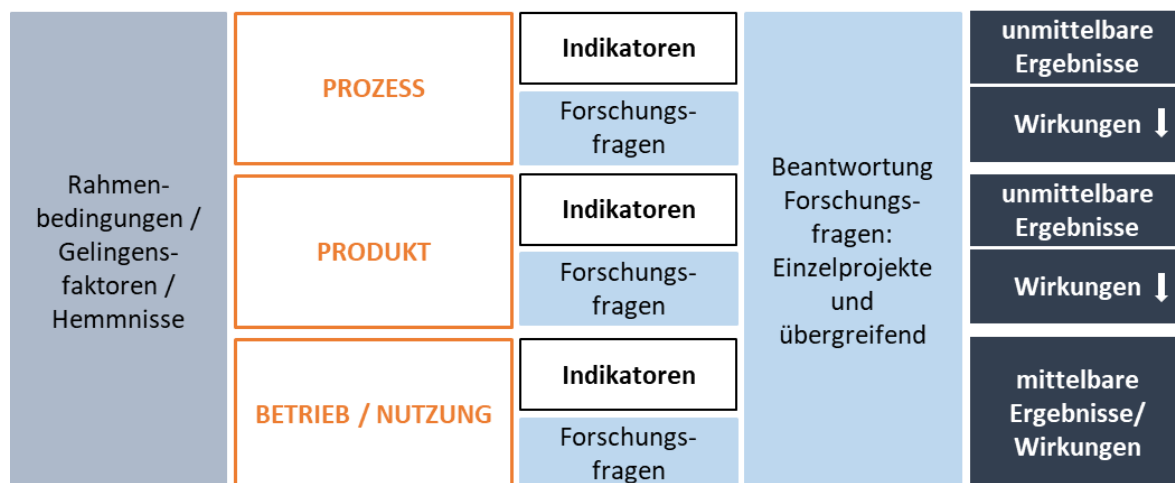 Rahmen-
bedingungen /
Gelingens-
faktoren /
Hemmnisse
PROZESS
Indikatoren
Forschungs-
fragen
PRODUKT
Indikatoren
Forschungs-
fragen
BETRIEB / NUTZUNG
Indikatoren
Forschungs-
fragen
Beantwortung
Forschungs-
fragen:
Einzelprojekte
und
übergreifend
unmittelbare
Ergebnisse
Wirkungen
unmittelbare
Ergebnisse
Wirkungen
mittelbare
Ergebnisse/
Wirkungen